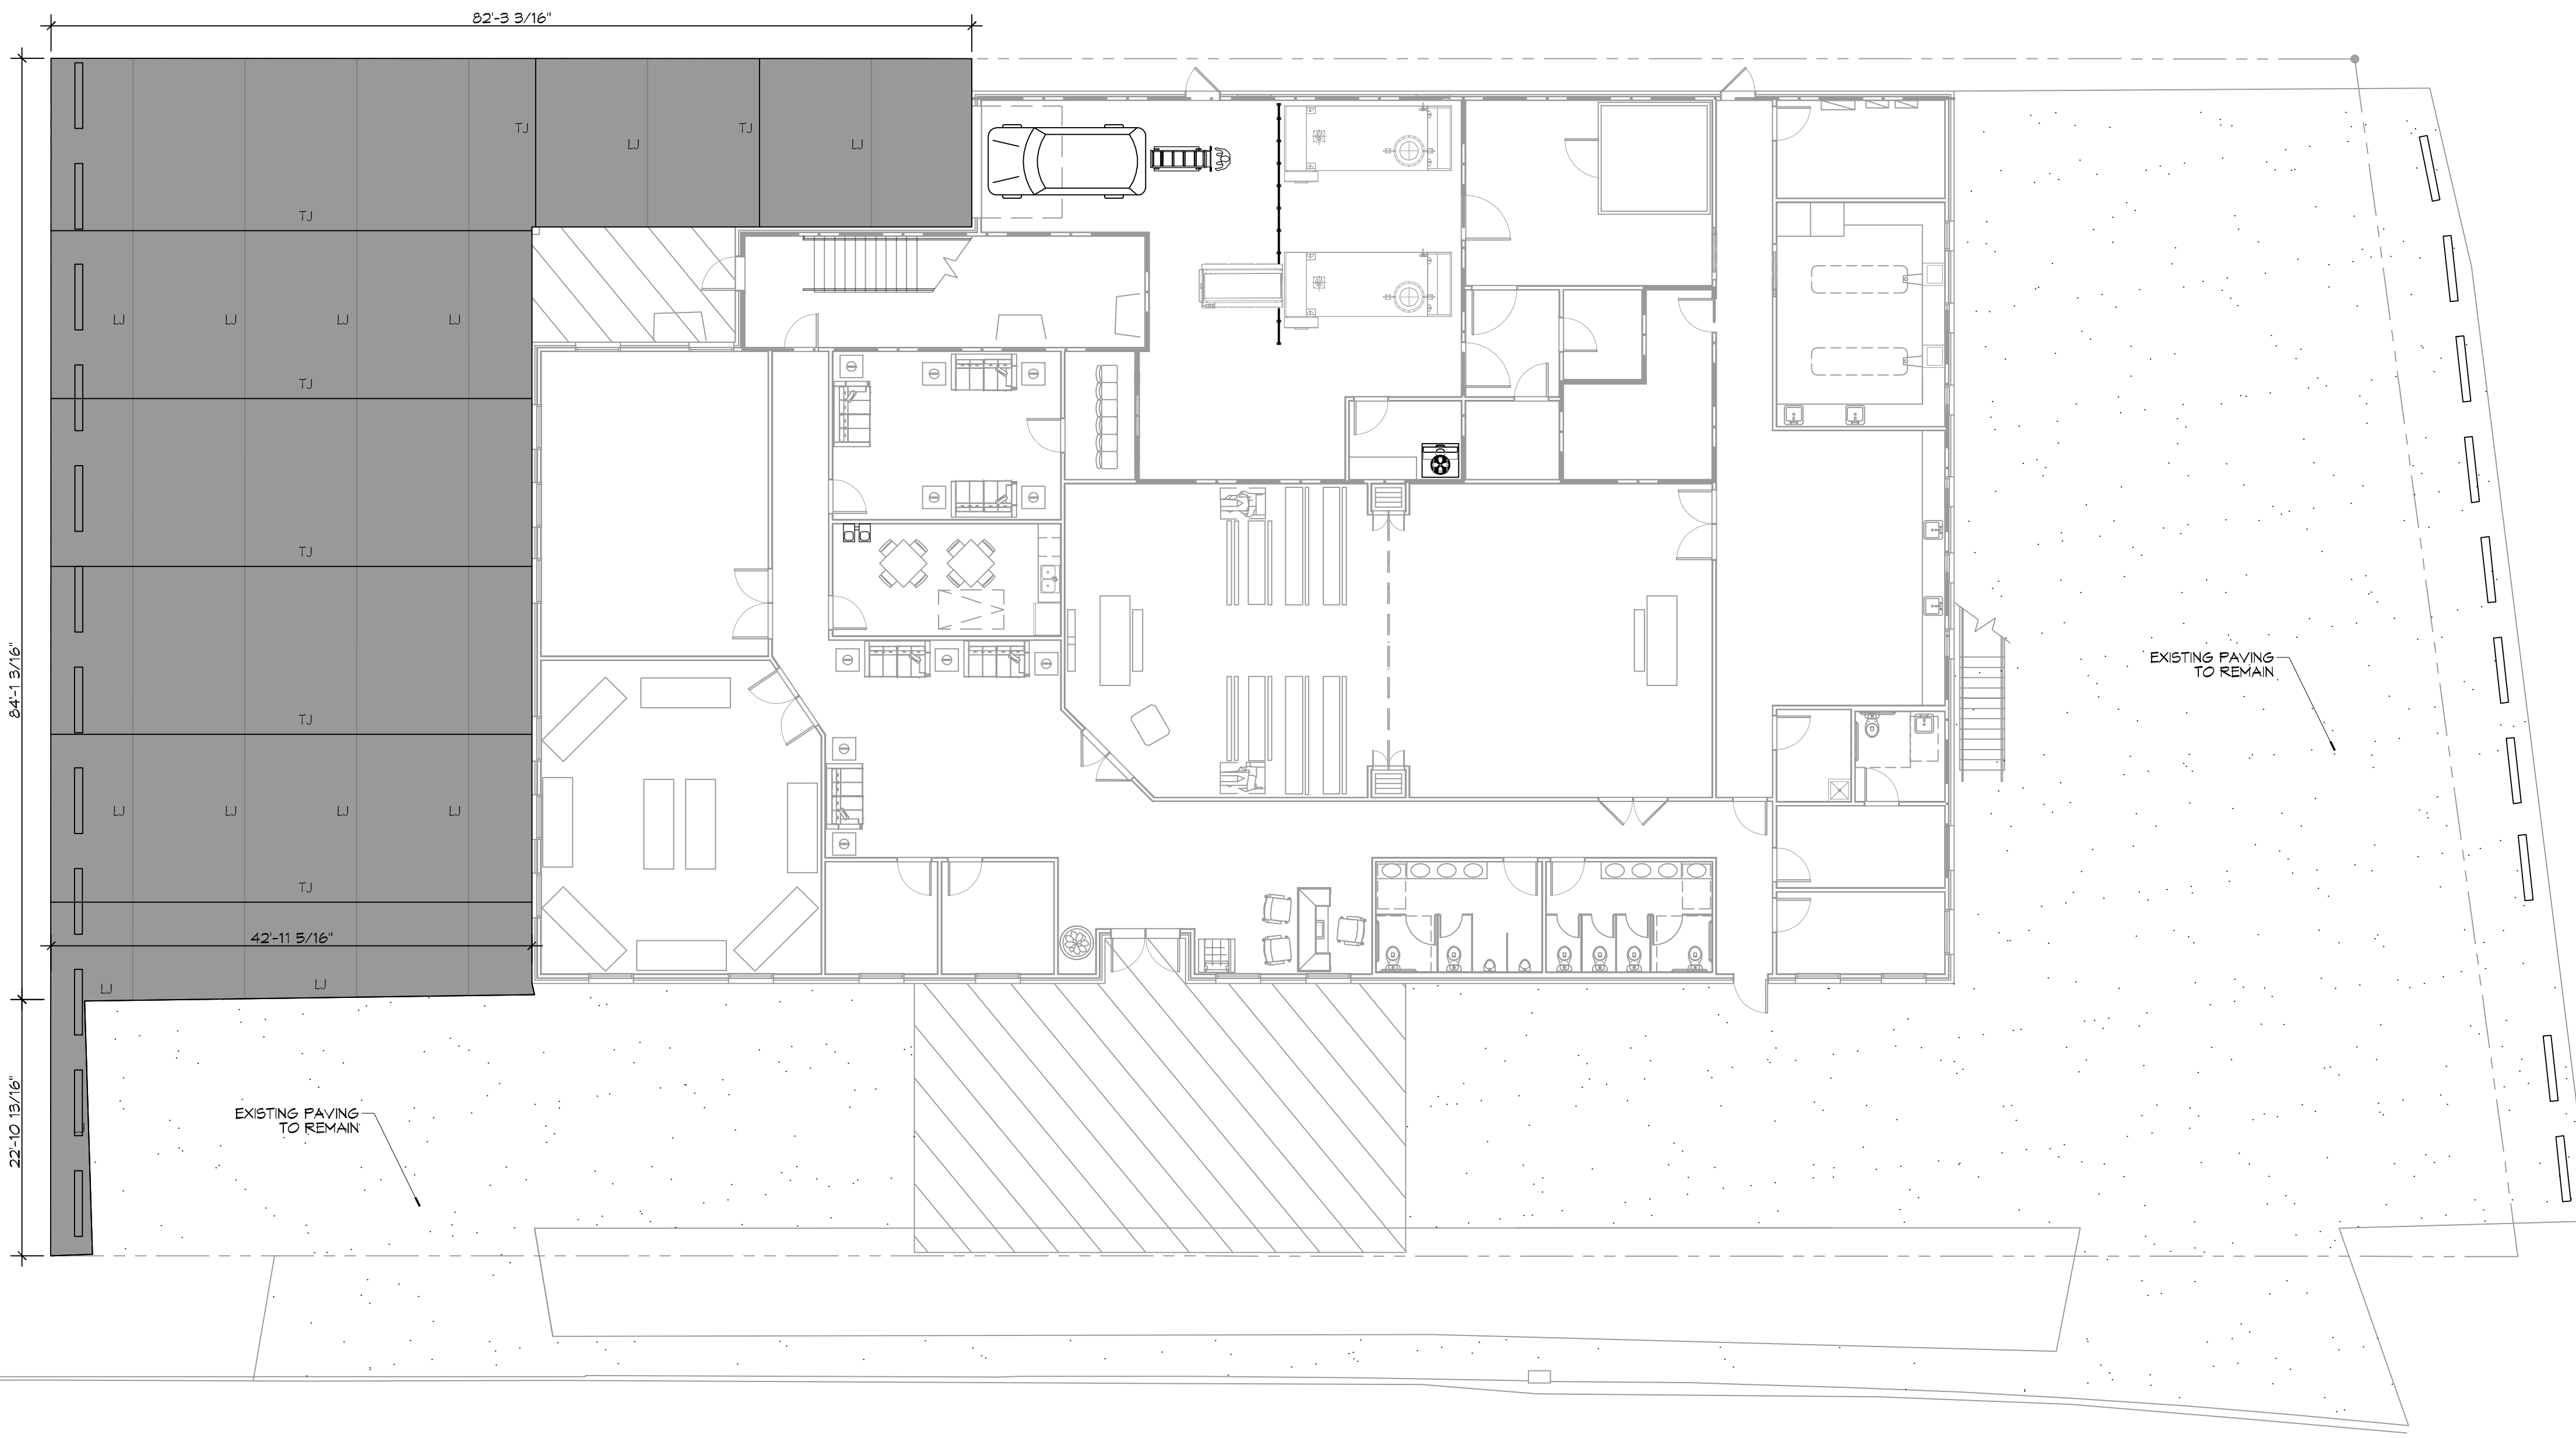 82'-3 3/16"
TJ
TJ
LJ
LJ
TJ
LJ
LJ
LJ
LJ
TJ
TJ
84'-1 3/16"
EXISTING PAVING
TO REMAIN
TJ
LJ
LJ
LJ
LJ
TJ
42'-11 5/16"
LJ
LJ
22'-10 13/16"
EXISTING PAVING
TO REMAIN